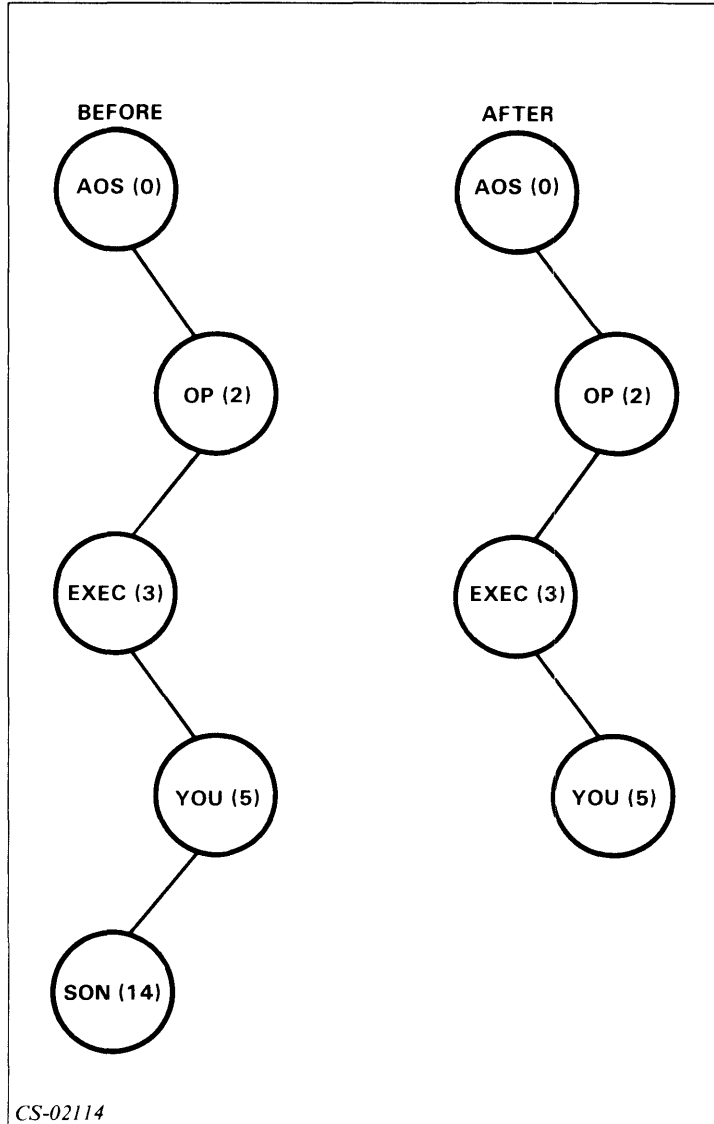 BEFORE
AOS (0)
OP (2)
EXEC (3)
YOU (5)
SON (14)
AFTER
AOS (0)
OP (2)
EXEC (3)
YOU (5)
CS-02114